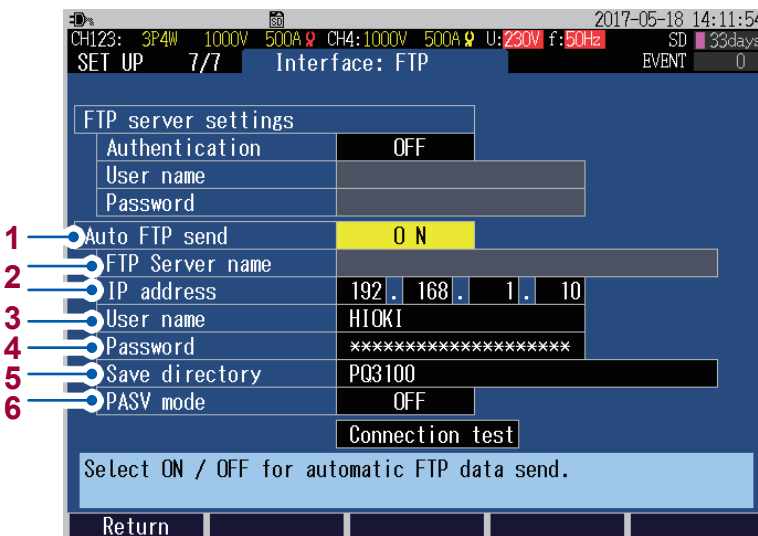 SD 2017-05-18 14:11:54
CH123: 3P4W 1000V 500A CH4:1000V 500A U:230V f:50Hz SD 33days
SET UP 7/7 Interface: FTP EVENT 0
FTP server settings
Authentication OFF
User name
Password
1 Auto FTP send ON
2 FTP Server name
IP address 192. 168. 1. 10
3 User name HIOKI
4 Password ********************
5 Save directory PQ3100
6 PASV mode OFF
Connection test
Select ON / OFF for automatic FTP data send.
Return